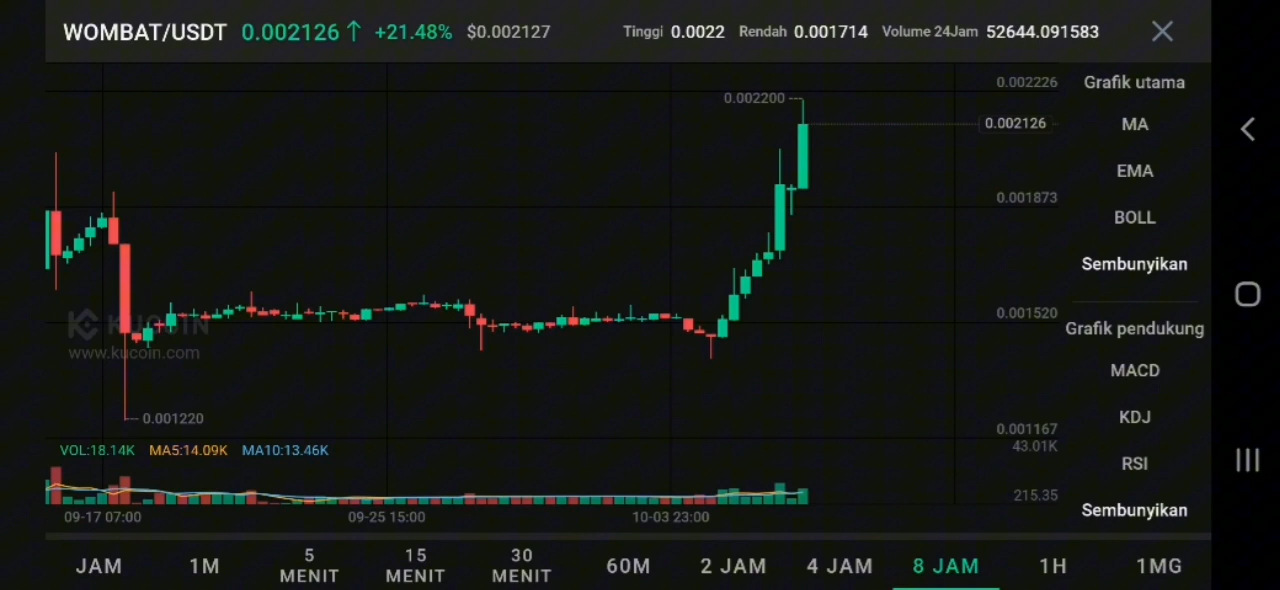 WOMBAT/USDT 0.002126 ↑ +21.48% $0.002127 Tinggi 0.0022 Rendah 0.001714 Volume 24Jam 52644.091583
0.002226
0.002200
0.002126
0.001873
0.001520
KUCOIN
www.kucoin.com
0.001220
0.001167
43.01K
VOL:18.14K MA5:14.09K MA10:13.46K
215.35
09-17 07:00 09-25 15:00 10-03 23:00
Grafik utama
MA
EMA
BOLL
Sembunyikan
Grafik pendukung
MACD
KDJ
RSI
Sembunyikan
JAM 1M 5 MENIT 15 MENIT 30 MENIT 60M 2 JAM 4 JAM 8 JAM 1H 1MG